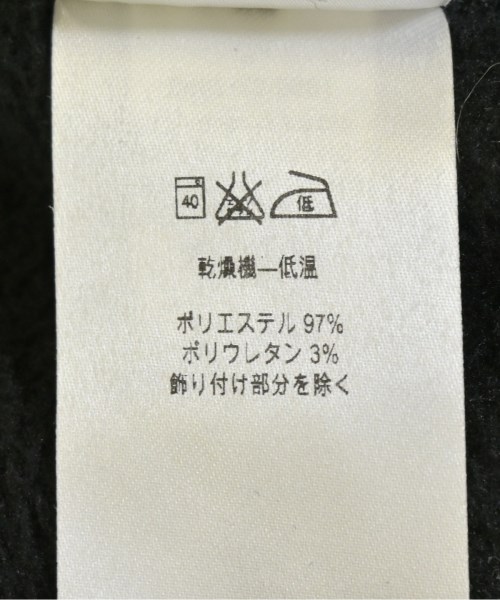 40 低
乾燥機—低温
ポリエステル 97%
ポリウレタン 3%
飾り付け部分を除く